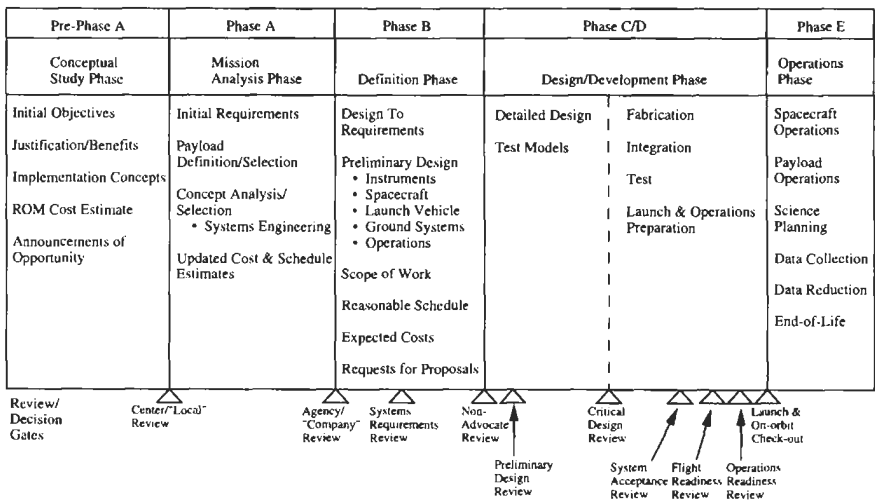 Pre-Phase A
Phase A
Phase B
Phase C/D
Phase E
Conceptual
Study Phase
Mission
Analysis Phase
Definition Phase
Design/Development Phase
Operations
Phase
Initial Objectives
Justification/Benefits
Implementation Concepts
ROM Cost Estimate
Announcements of
Opportunity
Initial Requirements
Payload
Definition/Selection
Concept Analysis/
Selection
• Systems Engineering
Updated Cost & Schedule
Estimates
Design To
Requirements
Preliminary Design
• Instruments
• Spacecraft
• Launch Vehicle
• Ground Systems
• Operations
Scope of Work
Reasonable Schedule
Expected Costs
Requests for Proposals
Detailed Design
Test Models
Fabrication
Integration
Test
Launch & Operations
Preparation
Spacecraft
Operations
Payload
Operations
Science
Planning
Data Collection
Data Reduction
End-of-Life
Review/
Decision
Gates
Center/"Local"
Review
Agency/
"Company"
Review
Systems
Requirements
Review
Non-
Advocate
Review
Preliminary
Design
Review
Critical
Design
Review
System
Acceptance
Review
Flight
Readiness
Review
Operations
Readiness
Review
Launch &
On-orbit
Check-out